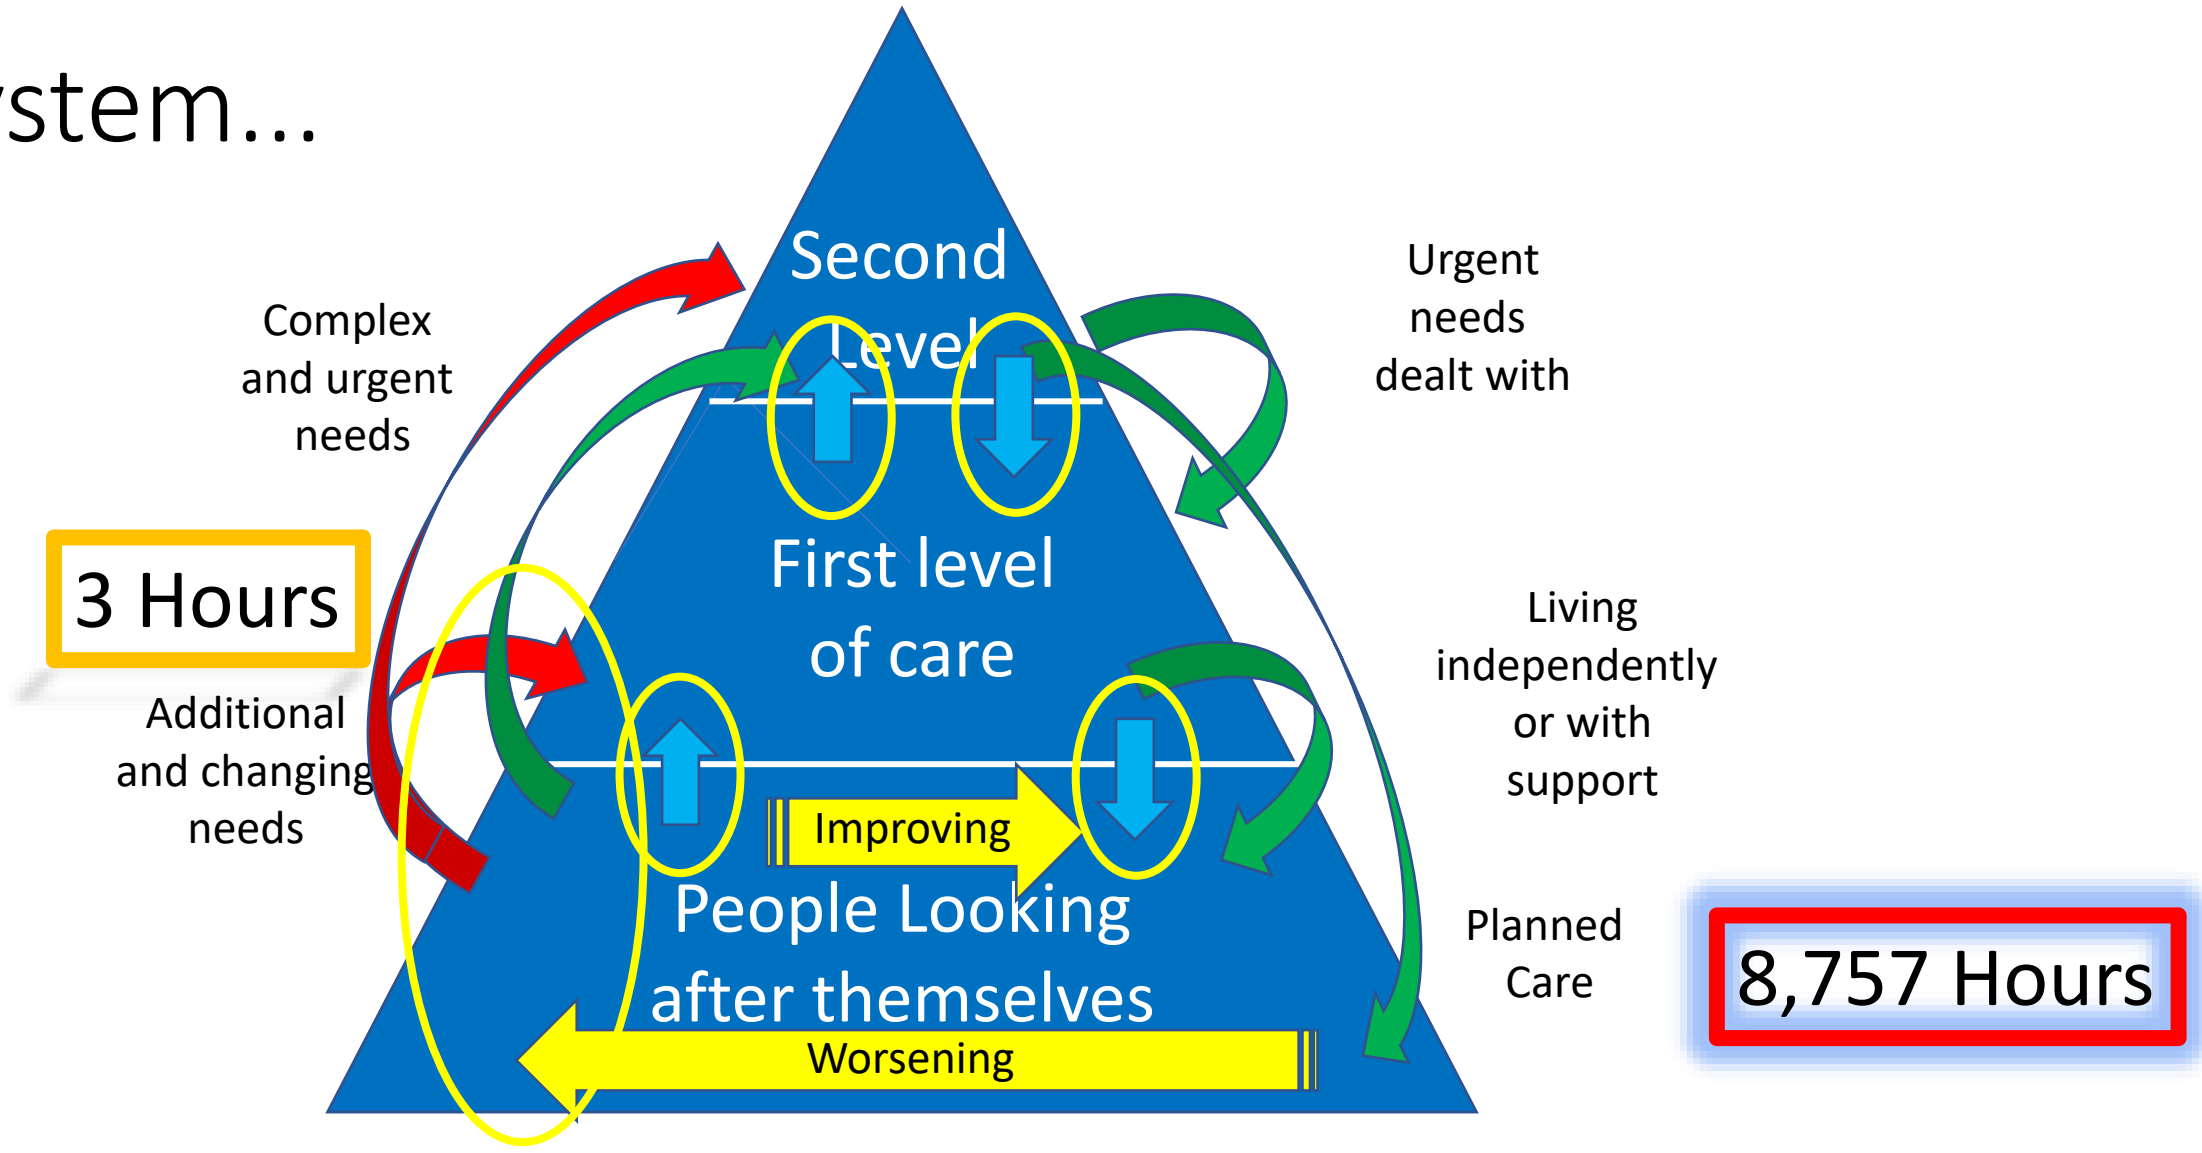 ystem...
Second
Level
Complex
and urgent
needs
Urgent
needs
dealt with
3 Hours
First level
of care
Additional
and changing
needs
Living
independently
or with
support
Improving
People Looking
after themselves
Worsening
Planned
Care
8,757 Hours